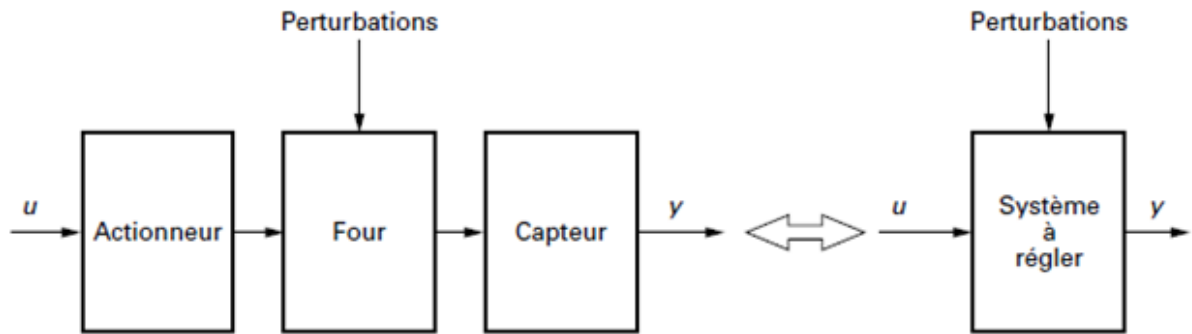 Perturbations
Perturbations
u
Actionneur
Four
Capteur
y
u
Système
à
régler
y